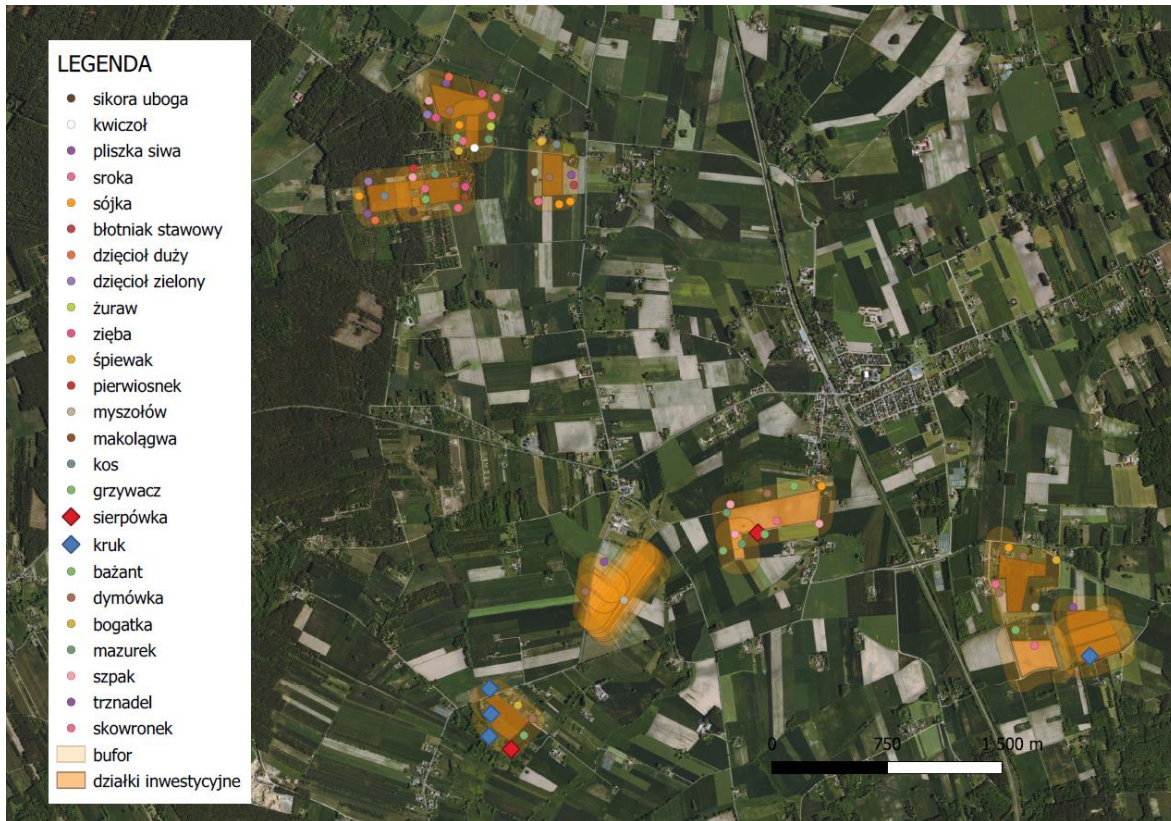 LEGENDA
sikora uboga
kwiczoł
pliszka siwa
sroka
sójka
błotniak stawowy
dzięcioł duży
dzięcioł zielony
żuraw
zięba
śpiewak
pierwiosnek
myszołów
makolągwa
kos
grzywacz
sierpówka
kruk
bażant
dymówka
bogatka
mazurek
szpak
trznadel
skowronek
bufor
działki inwestycyjne
0 750 1 500 m